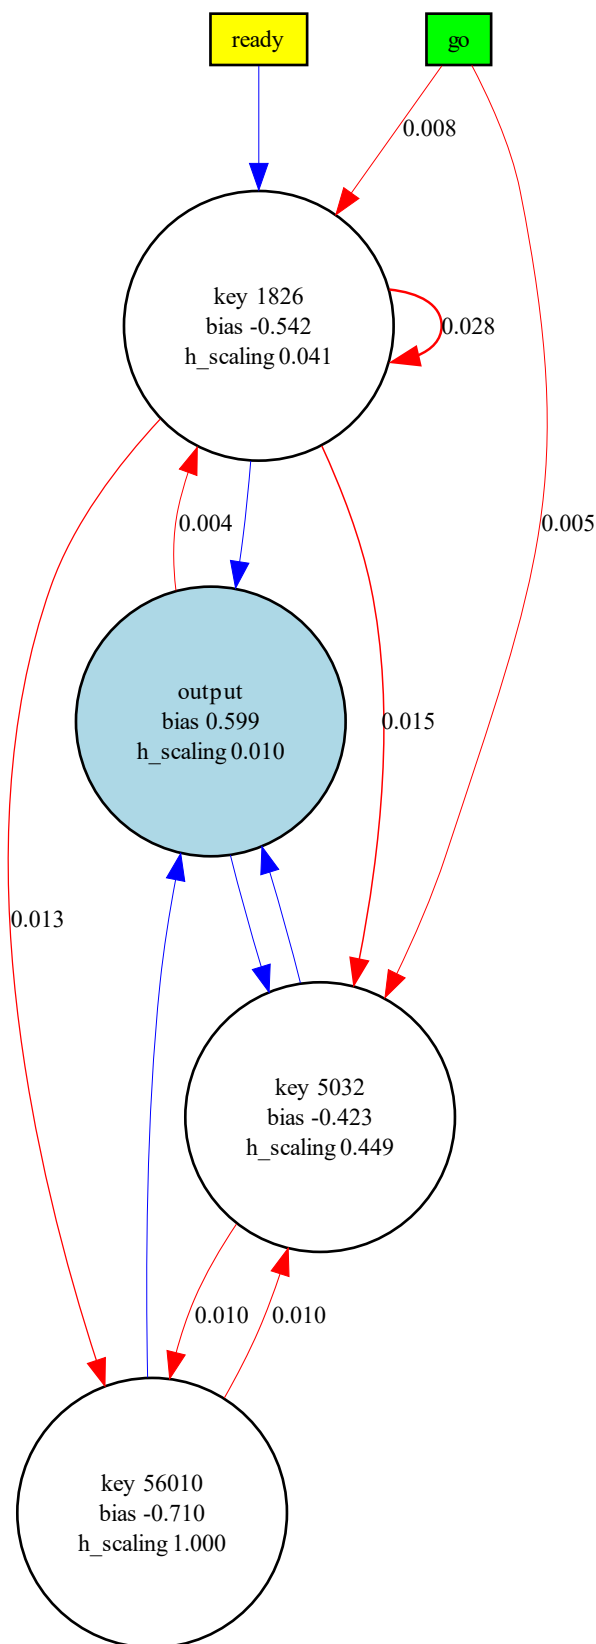 ready
go
0.008
key 1826
bias -0.542
h_scaling 0.041
0.028
0.004
0.005
output
bias 0.599
h_scaling 0.010
0.015
0.013
key 5032
bias -0.423
h_scaling 0.449
0.010
0.010
key 56010
bias -0.710
h_scaling 1.000